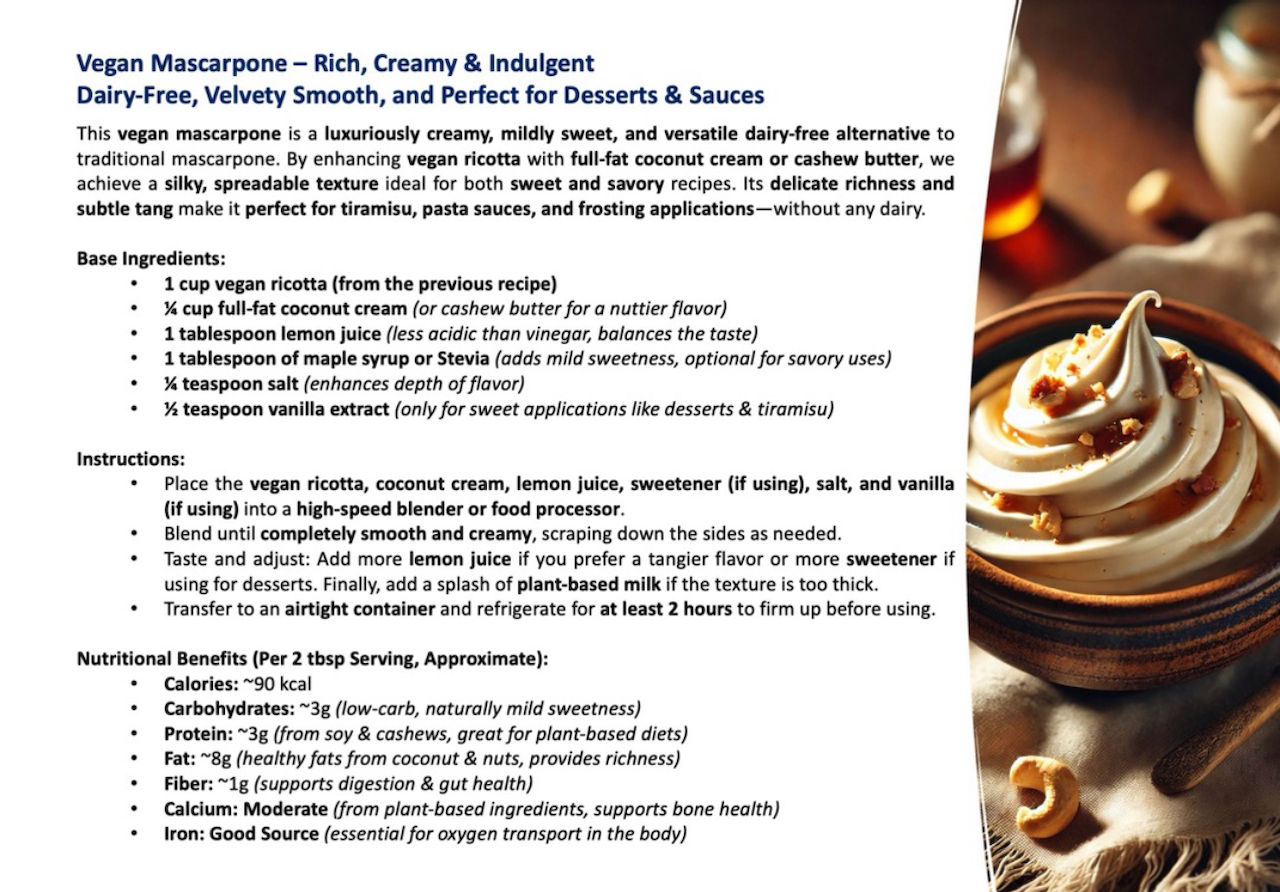 Vegan Mascarpone – Rich, Creamy & Indulgent
Dairy-Free, Velvety Smooth, and Perfect for Desserts & Sauces
This vegan mascarpone is a luxuriously creamy, mildly sweet, and versatile dairy-free alternative to
traditional mascarpone. By enhancing vegan ricotta with full-fat coconut cream or cashew butter, we
achieve a silky, spreadable texture ideal for both sweet and savory recipes. Its delicate richness and
subtle tang make it perfect for tiramisu, pasta sauces, and frosting applications—without any dairy.
Base Ingredients:
• 1 cup vegan ricotta (from the previous recipe)
• ¼ cup full-fat coconut cream (or cashew butter for a nuttier flavor)
• 1 tablespoon lemon juice (less acidic than vinegar, balances the taste)
• 1 tablespoon of maple syrup or Stevia (adds mild sweetness, optional for savory uses)
• ¼ teaspoon salt (enhances depth of flavor)
• ½ teaspoon vanilla extract (only for sweet applications like desserts & tiramisu)
Instructions:
• Place the vegan ricotta, coconut cream, lemon juice, sweetener (if using), salt, and vanilla
(if using) into a high-speed blender or food processor.
• Blend until completely smooth and creamy, scraping down the sides as needed.
• Taste and adjust: Add more lemon juice if you prefer a tangier flavor or more sweetener if
using for desserts. Finally, add a splash of plant-based milk if the texture is too thick.
• Transfer to an airtight container and refrigerate for at least 2 hours to firm up before using.
Nutritional Benefits (Per 2 tbsp Serving, Approximate):
• Calories: ~90 kcal
• Carbohydrates: ~3g (low-carb, naturally mild sweetness)
• Protein: ~3g (from soy & cashews, great for plant-based diets)
• Fat: ~8g (healthy fats from coconut & nuts, provides richness)
• Fiber: ~1g (supports digestion & gut health)
• Calcium: Moderate (from plant-based ingredients, supports bone health)
• Iron: Good Source (essential for oxygen transport in the body)